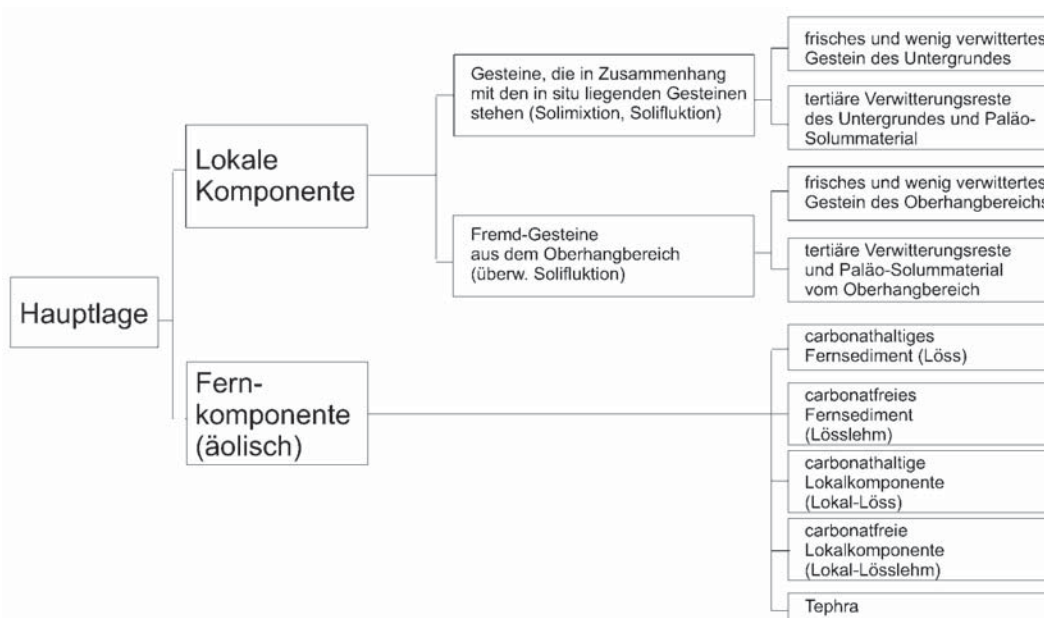 Hauptlage
Lokale
Komponente
Fern-
komponente
(äolisch)
Gesteine, die in Zusammenhang
mit den in situ liegenden Gesteinen
stehen (Solimixtion, Solifluktion)
Fremd-Gesteine
aus dem Oberhangbereich
(überw. Solifluktion)
frisches und wenig verwittertes
Gestein des Untergrundes
tertiäre Verwitterungsreste
des Untergrundes und Paläo-
Solummaterial
frisches und wenig verwittertes
Gestein des Oberhangbereichs
tertiäre Verwitterungsreste
und Paläo-Solummaterial
vom Oberhangbereich
carbonathaltiges
Fernsediment (Löss)
carbonatfreies
Fernsediment
(Lösslehm)
carbonathaltige
Lokalkomponente
(Lokal-Löss)
carbonatfreie
Lokalkomponente
(Lokal-Lösslehm)
Tephra